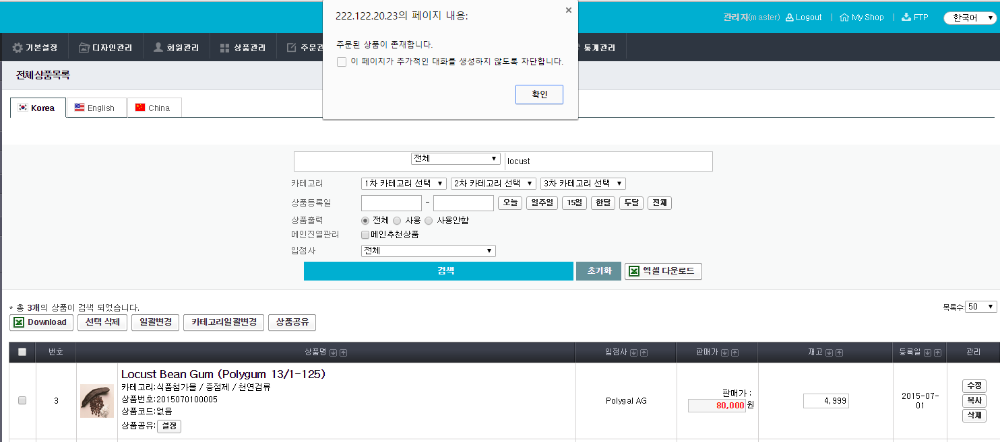 222.122.20.23의 페이지 내용:
주문된 상품이 존재합니다.
이 페이지가 추가적인 대화를 생성하지 않도록 차단합니다.
확인
관리자(master) Logout | My Shop | FTP 한국어
기본설정 디자인관리 회원관리 상품관리 주문관 통계관리
전체상품목록
Korea English China
전체 locust
카테고리 1차 카테고리 선택 2차 카테고리 선택 3차 카테고리 선택
상품등록일 - 오늘 일주일 15일 한달 두달 전체
상품출력 전체 사용 사용안함
메인진열관리 메인추천상품
입점사 전체
검색 초기화 엑셀 다운로드
* 총 3개의 상품이 검색 되었습니다.
목록수: 50
Download 선택 삭제 일괄변경 카테고리일괄변경 상품공유
번호 상품명 입점사 판매가 재고 등록일 관리
Locust Bean Gum (Polygum 13/1-125)
카테고리:식품첨가물 / 증점제 / 천연검류
상품번호:2015070100005
상품코드:없음
상품공유: 설정
3
Polygal AG
판매가 :
80,000 원
4,999
2015-07-
01
수정
복사
삭제